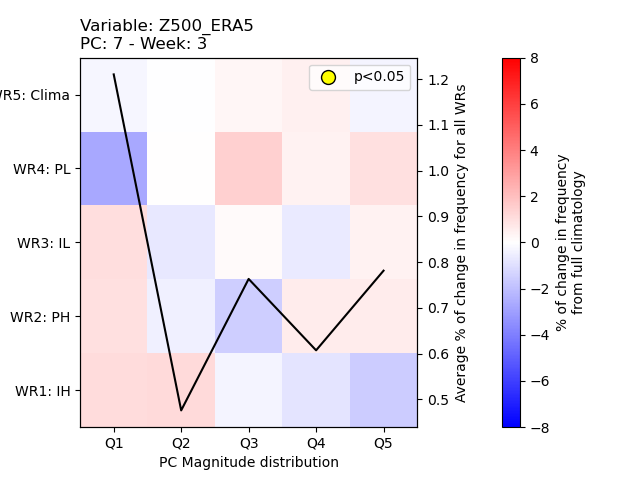 Variable: Z500_ERA5
PC: 7 - Week: 3
p<0.05
WR5: Clima
WR4: PL
WR3: IL
WR2: PH
WR1: IH
Q1
Q2
Q3
Q4
Q5
PC Magnitude distribution
1.2
1.1
1.0
0.9
0.8
0.7
0.6
0.5
Average % of change in frequency for all WRs
8
6
4
2
0
−2
−4
−6
−8
% of change in frequency
from full climatology